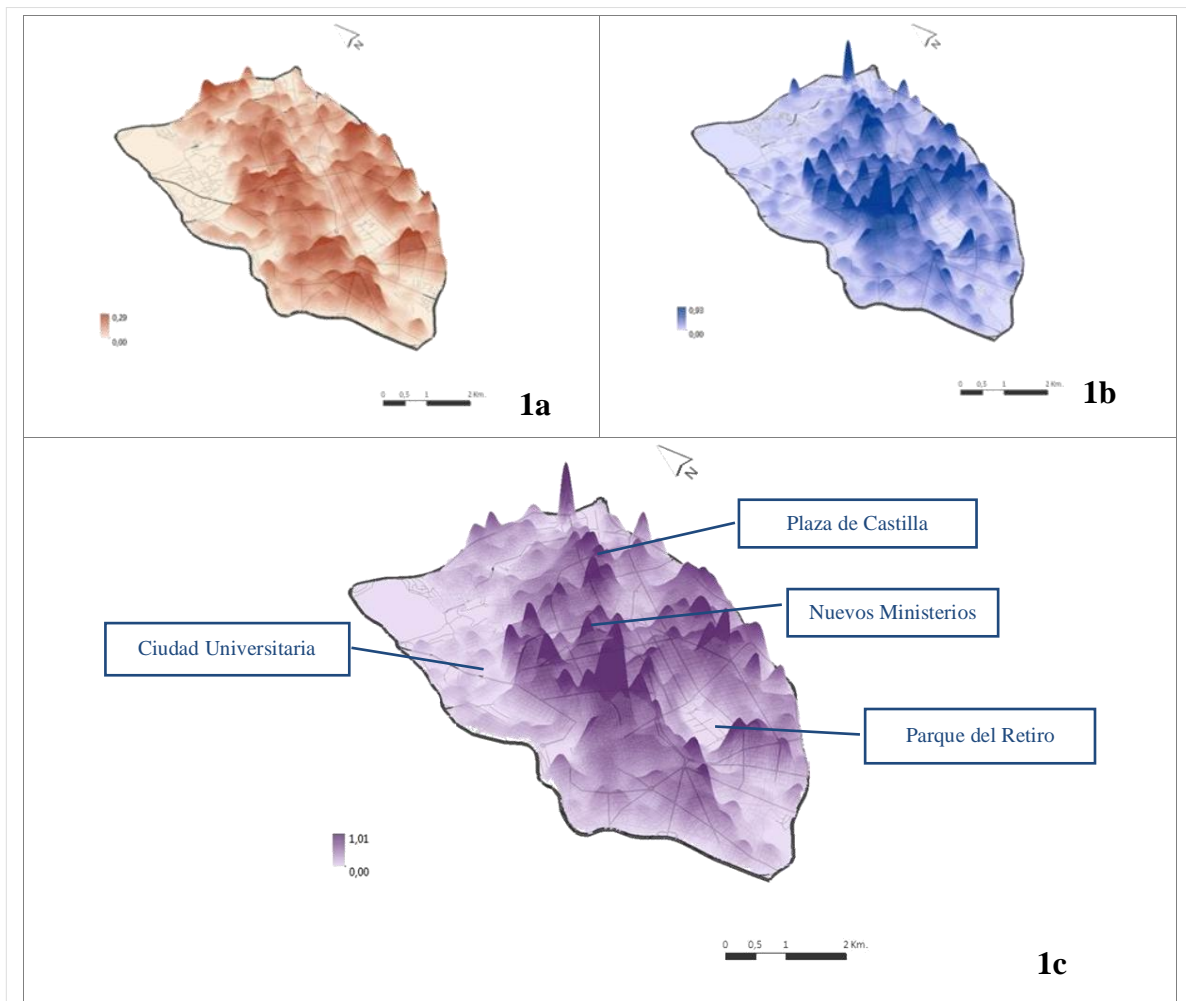 N
0,29
0,00
0 0,5 1 2 Km.
1a
N
0,93
0,00
0 0,5 1 2 Km.
1b
N
Plaza de Castilla
Nuevos Ministerios
Ciudad Universitaria
Parque del Retiro
1,01
0,00
0 0,5 1 2 Km.
1c